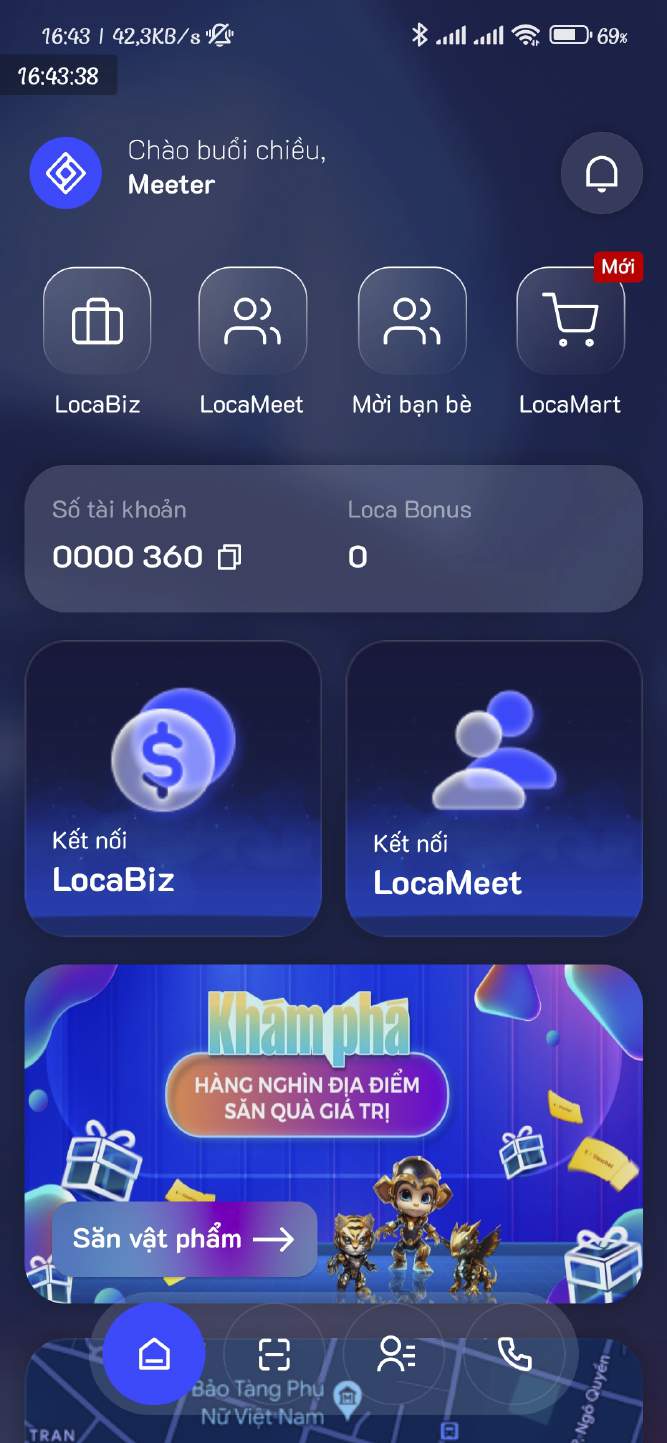 16:43 | 42,3KB/s
69%
16:43:38
Chào buổi chiều,
Meeter
Mới
LocaBiz
LocaMeet
Mời bạn bè
LocaMart
Số tài khoản
Loca Bonus
0000 360
0
Kết nối
LocaBiz
Kết nối
LocaMeet
Khám phá
HÀNG NGHÌN ĐỊA ĐIỂM
SĂN QUÀ GIÁ TRỊ
Voucher
Săn vật phẩm
Bảo Tàng Phụ
Nữ Việt Nam
Ngô Quyền
TRAN